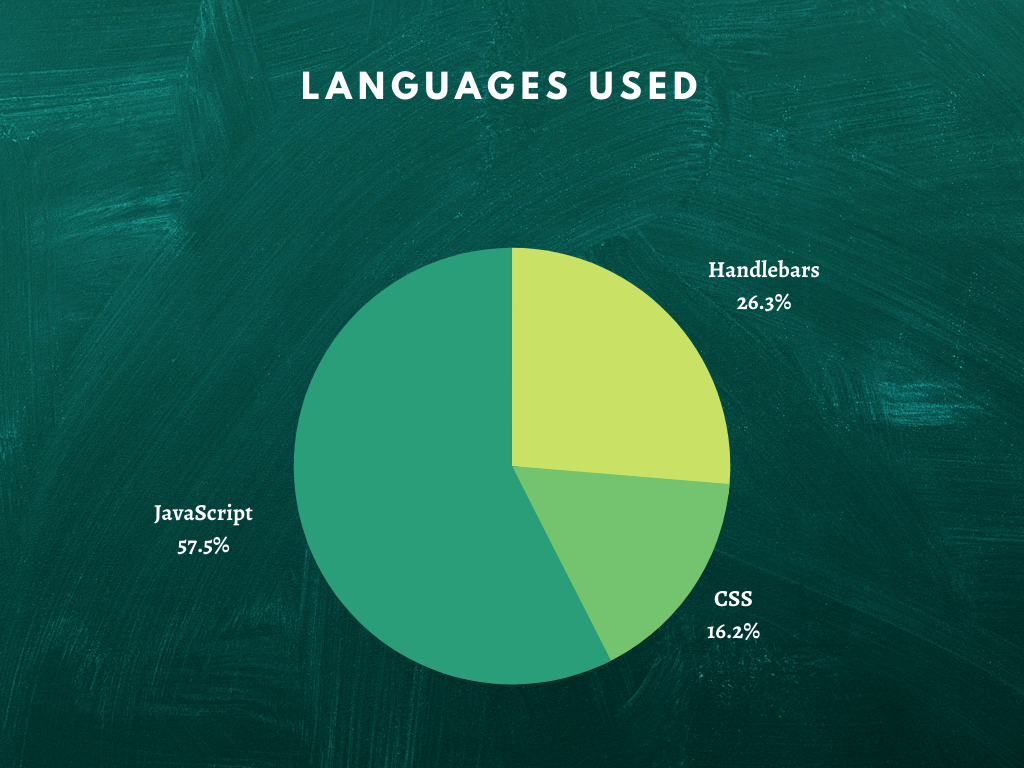 LANGUAGES USED
Handlebars
26.3%
JavaScript
57.5%
CSS
16.2%